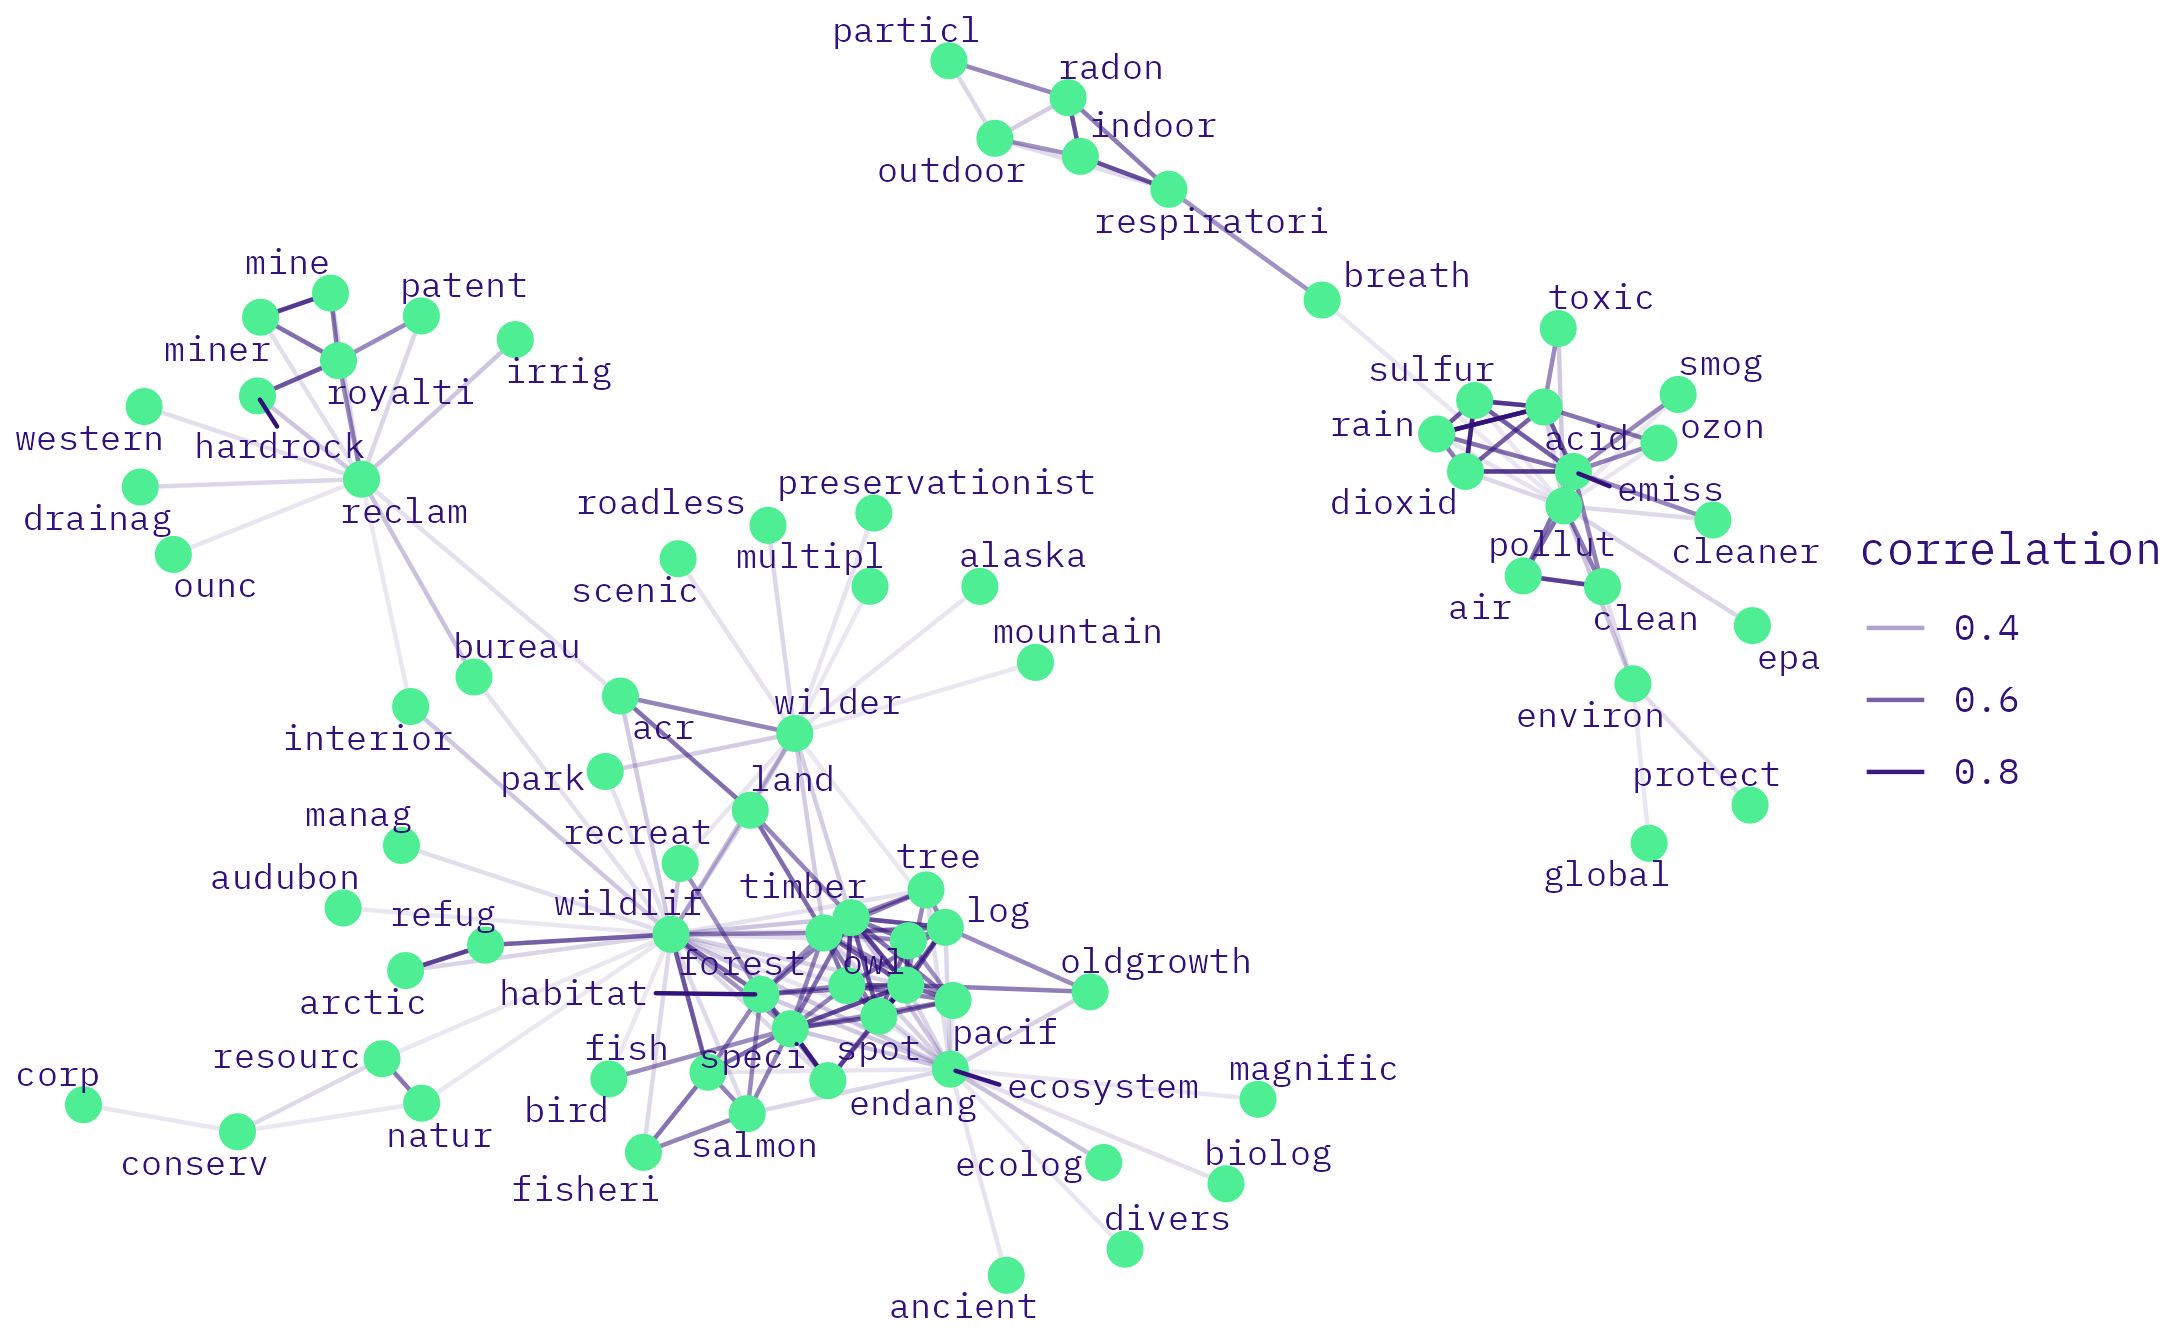 particl
radon
indoor
outdoor
respiratori
mine
breath
patent
toxic
miner
smog
irrig
sulfur
royalti
rain
ozon
western
acid
hardrock
preservationist
emiss
roadless
dioxid
reclam
drainag
pollut
correlation
multipl
alaska
cleaner
ounc
scenic
air
clean
0.4
mountain
bureau
epa
wilder
0.6
environ
acr
interior
park
land
protect
0.8
manag
recreat
tree
audubon
timber
global
refug
wildlif
log
forest
owl
oldgrowth
arctic
habitat
pacif
fish
speci
spot
resourc
corp
magnific
ecosystem
bird
endang
natur
salmon
conserv
ecolog
biolog
fisheri
divers
ancient